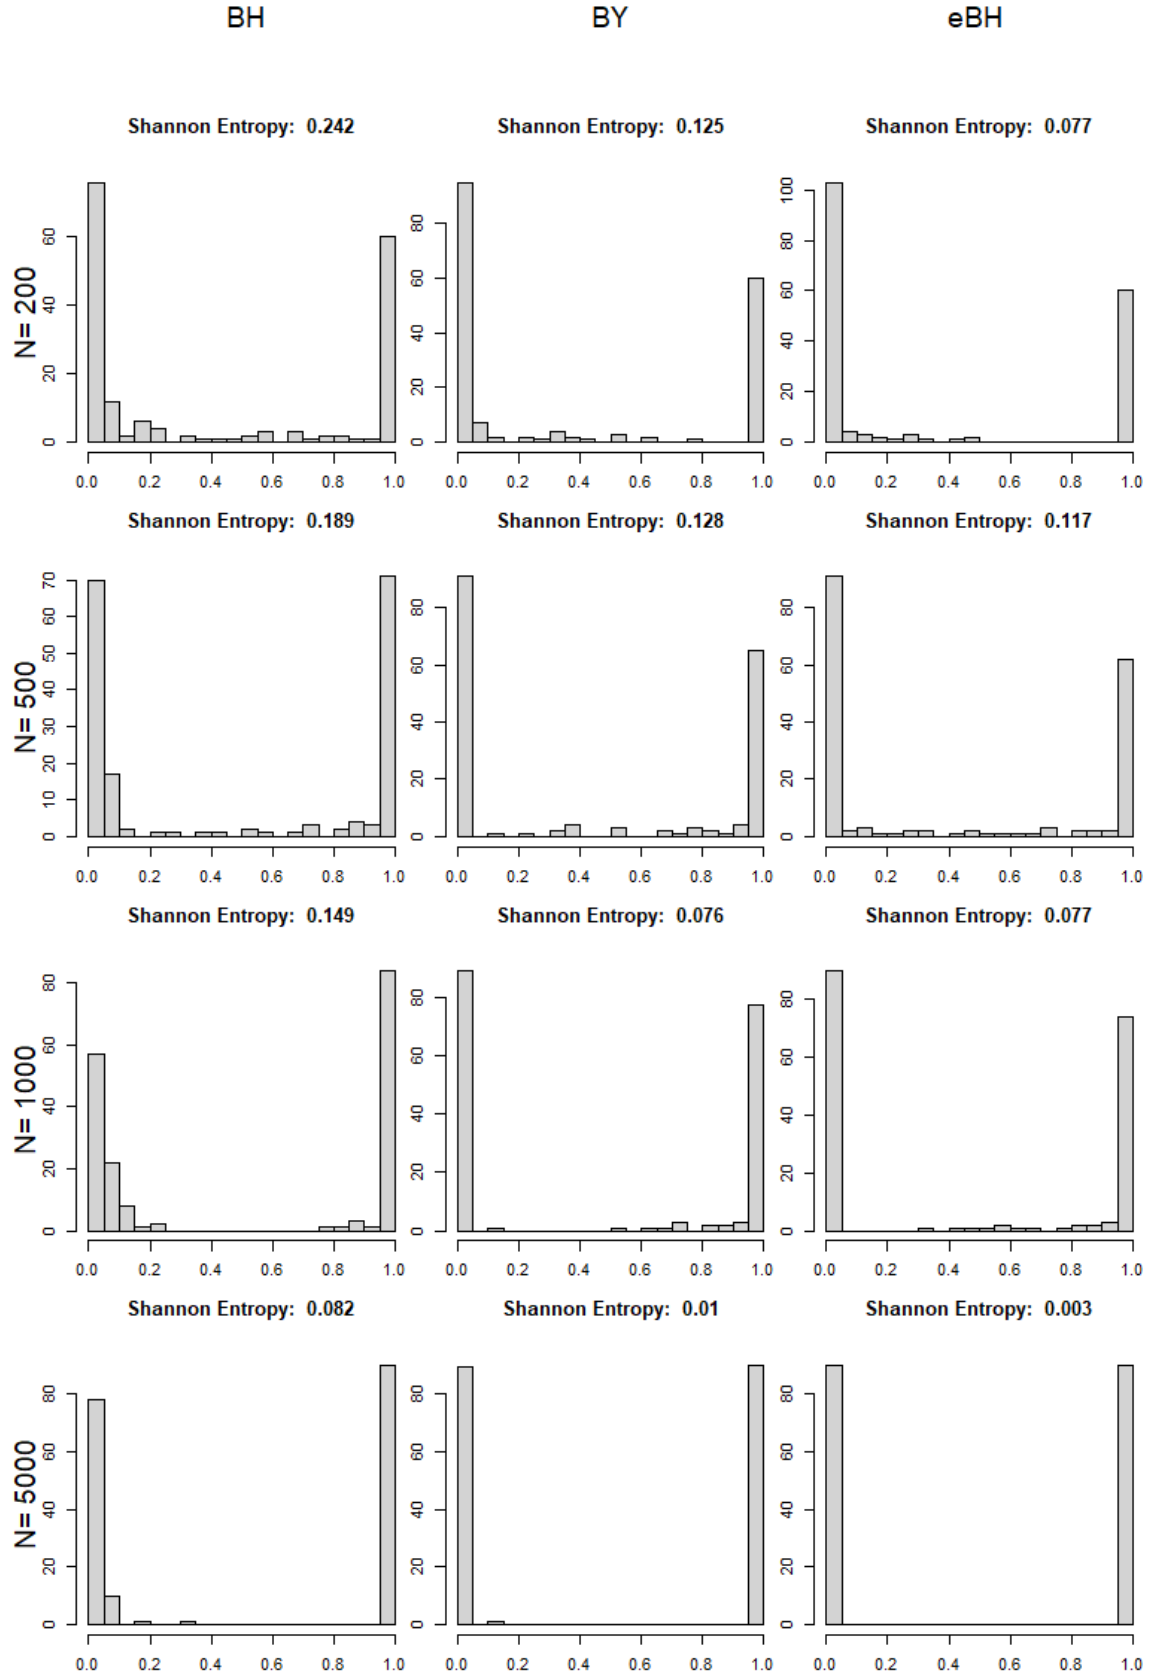 BH BY eBH
Shannon Entropy: 0.242 Shannon Entropy: 0.125 Shannon Entropy: 0.077
N= 200
0 20 40 60
0 20 40 60 80
0 20 40 60 80 100
0.0 0.2 0.4 0.6 0.8 1.0 0.0 0.2 0.4 0.6 0.8 1.0 0.0 0.2 0.4 0.6 0.8 1.0
Shannon Entropy: 0.189 Shannon Entropy: 0.128 Shannon Entropy: 0.117
N= 500
0 10 20 30 40 50 60 70
0 20 40 60 80
0 20 40 60 80
0.0 0.2 0.4 0.6 0.8 1.0 0.0 0.2 0.4 0.6 0.8 1.0 0.0 0.2 0.4 0.6 0.8 1.0
Shannon Entropy: 0.149 Shannon Entropy: 0.076 Shannon Entropy: 0.077
N= 1000
0 20 40 60 80
0 20 40 60 80
0 20 40 60 80
0.0 0.2 0.4 0.6 0.8 1.0 0.0 0.2 0.4 0.6 0.8 1.0 0.0 0.2 0.4 0.6 0.8 1.0
Shannon Entropy: 0.082 Shannon Entropy: 0.01 Shannon Entropy: 0.003
N= 5000
0 20 40 60 80
0 20 40 60 80
0 20 40 60 80
0.0 0.2 0.4 0.6 0.8 1.0 0.0 0.2 0.4 0.6 0.8 1.0 0.0 0.2 0.4 0.6 0.8 1.0